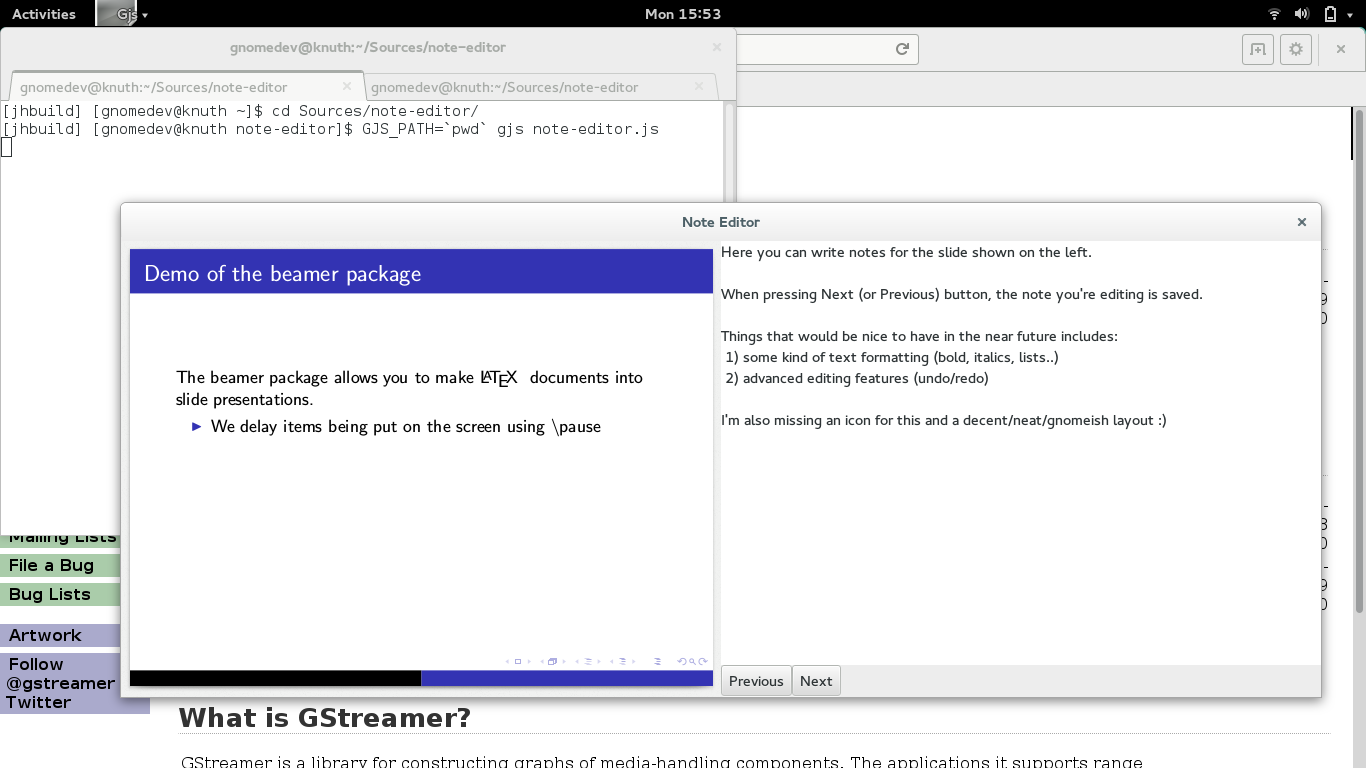 Activities
Gjs
Mon 15:53
gnomedev@knuth:~/Sources/note-editor
gnomedev@knuth:~/Sources/note-editor
gnomedev@knuth:~/Sources/note-editor
[jhbuild] [gnomedev@knuth ~]$ cd Sources/note-editor/
[jhbuild] [gnomedev@knuth note-editor]$ GJS_PATH=`pwd` gjs note-editor.js
Note Editor
Demo of the beamer package
The beamer package allows you to make LATEX documents into
slide presentations.
We delay items being put on the screen using \pause
Here you can write notes for the slide shown on the left.
When pressing Next (or Previous) button, the note you're editing is saved.
Things that would be nice to have in the near future includes:
1) some kind of text formatting (bold, italics, lists..)
2) advanced editing features (undo/redo)
I'm also missing an icon for this and a decent/neat/gnomeish layout :)
Previous
Next
Mailing Lists
File a Bug
Bug Lists
Artwork
Follow
@gstreamer
Twitter
What is GStreamer?
GStreamer is a library for constructing graphs of media-handling components. The applications it supports range